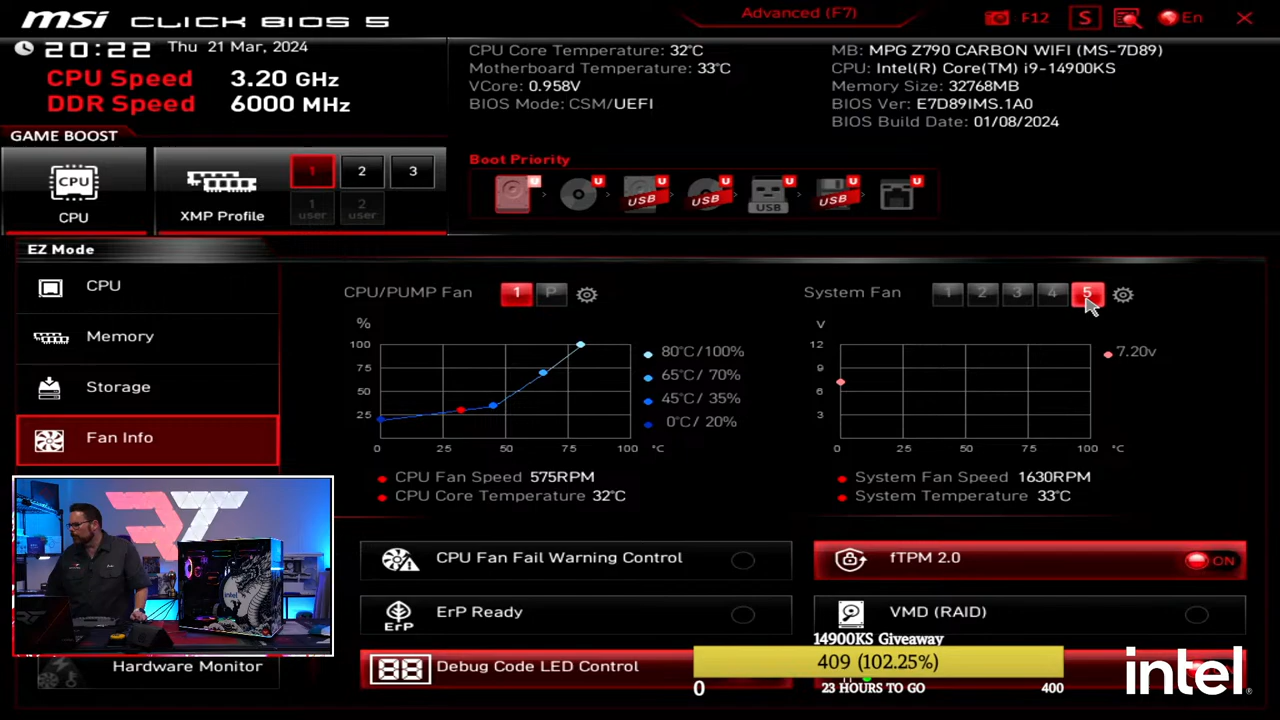 msi CLICK BIOS 5
Advanced (F7)
F12
S
En
20:22 Thu 21 Mar, 2024
CPU Speed 3.20 GHz
DDR Speed 6000 MHz
CPU Core Temperature: 32°C
Motherboard Temperature: 33°C
VCore: 0.958V
BIOS Mode: CSM/UEFI
MB: MPG Z790 CARBON WIFI (MS-7D89)
CPU: Intel(R) Core(TM) i9-14900KS
Memory Size: 32768MB
BIOS Ver: E7D89IMS.1A0
BIOS Build Date: 01/08/2024
GAME BOOST
CPU
CPU
XMP Profile
1 2 3
1 user
2 user
Boot Priority
U U U U U U U
USB USB USB USB
EZ Mode
CPU
Memory
Storage
Fan Info
Hardware Monitor
CPU/PUMP Fan 1 P
%
100
75
50
25
0 25 50 75 100 °C
80°C/100%
65°C/ 70%
45°C/ 35%
0°C/ 20%
CPU Fan Speed 575RPM
CPU Core Temperature 32°C
System Fan 1 2 3 4 5
V
12
9
6
3
0 25 50 75 100 °C
7.20v
System Fan Speed 1630RPM
System Temperature 33°C
CPU Fan Fail Warning Control
fTPM 2.0 ON
ErP
ErP Ready
VMD (RAID)
88 Debug Code LED Control
14900KS Giveaway
409 (102.25%)
0 23 HOURS TO GO 400
intel
RT
intel